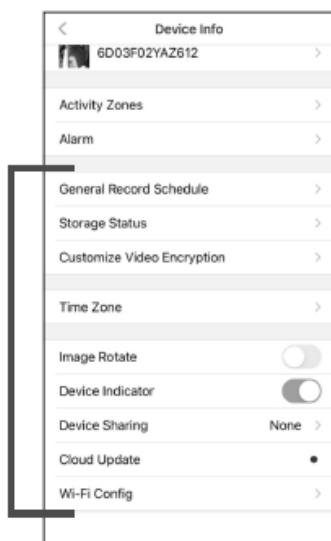 Device Info
6D03F02YAZ612
Activity Zones
Alarm
General Record Schedule
Storage Status
Customize Video Encryption
Time Zone
Image Rotate
Device Indicator
Device Sharing None
Cloud Update
Wi-Fi Config